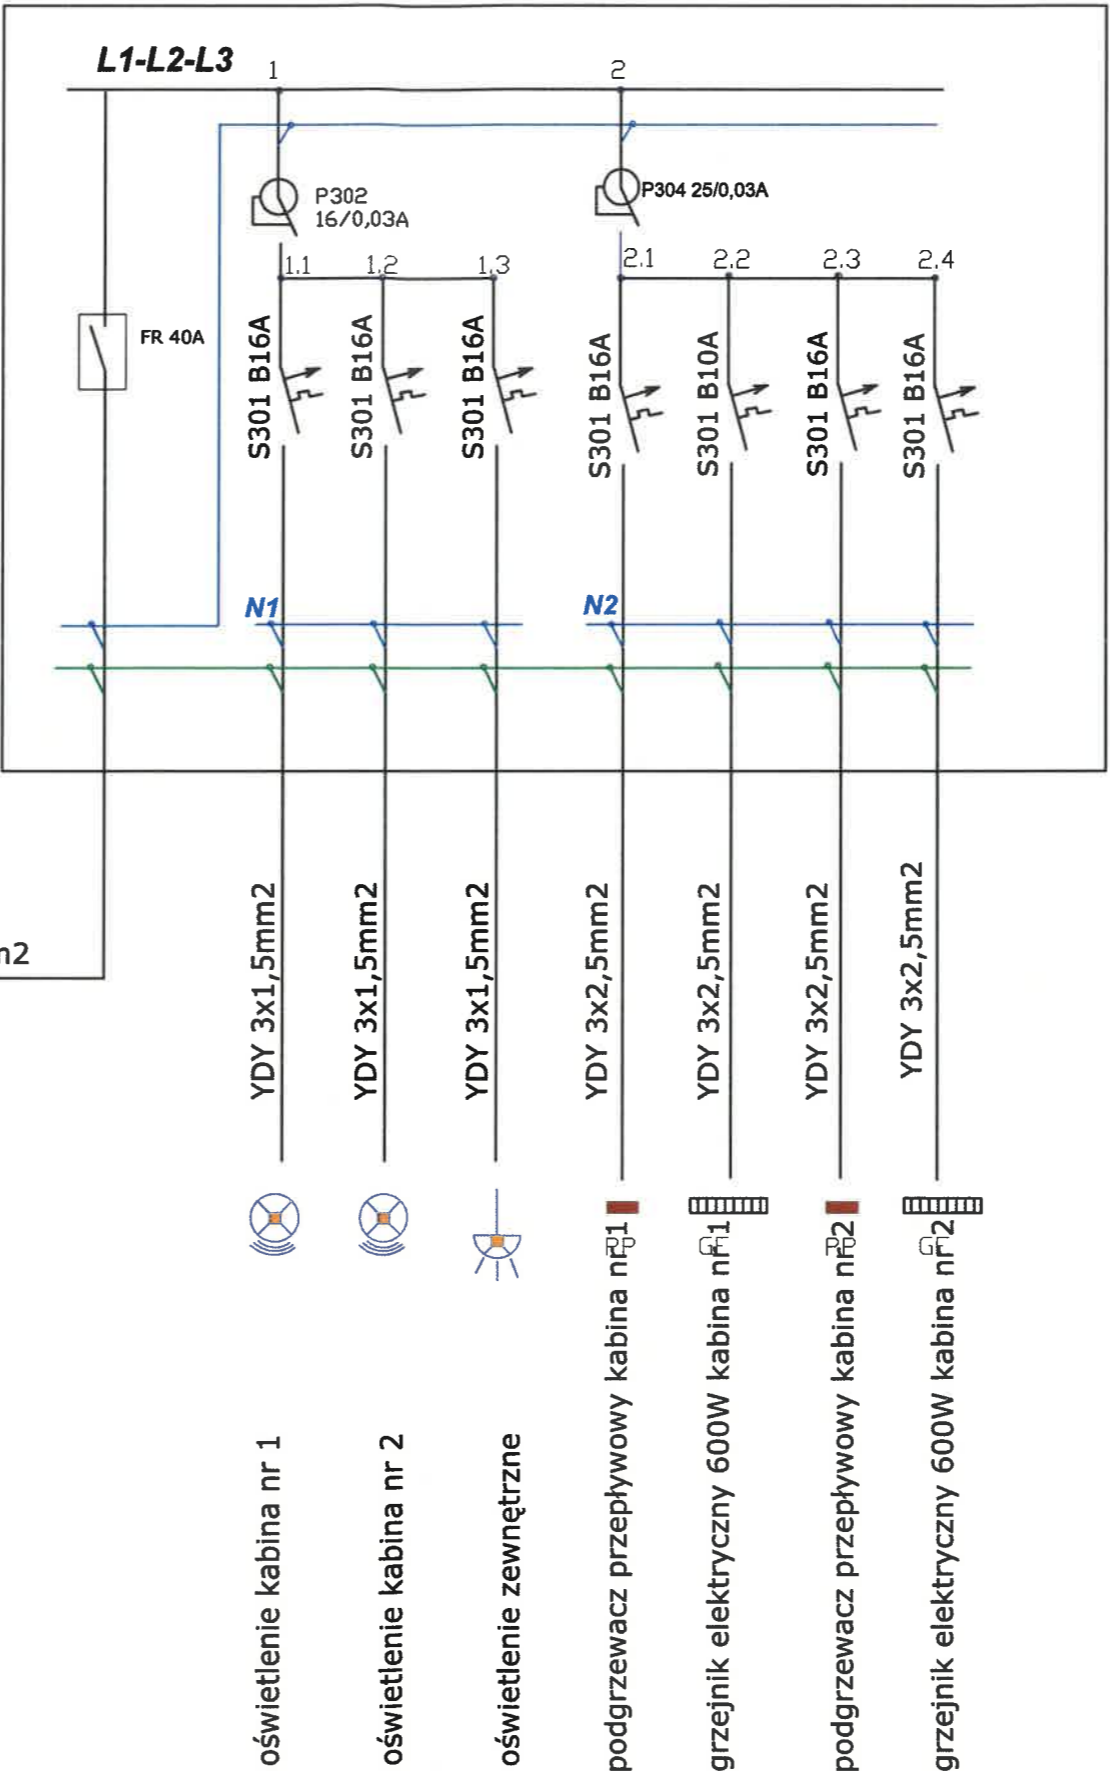 L1-L2-L3
1
2
P302
16/0,03A
P304 25/0,03A
1.1
1.2
1.3
2.1
2.2
2.3
2.4
FR 40A
S301 B16A
S301 B16A
S301 B16A
S301 B16A
S301 B10A
S301 B16A
S301 B16A
N1
N2
YDY 3x1,5mm2
YDY 3x1,5mm2
YDY 3x1,5mm2
YDY 3x2,5mm2
YDY 3x2,5mm2
YDY 3x2,5mm2
YDY 3x2,5mm2
m2
PP
PP
oświetlenie kabina nr 1
oświetlenie kabina nr 2
oświetlenie zewnętrzne
podgrzewacz przepływowy kabina nr 1
grzejnik elektryczny 600W kabina nr 1
podgrzewacz przepływowy kabina nr 2
grzejnik elektryczny 600W kabina nr 2